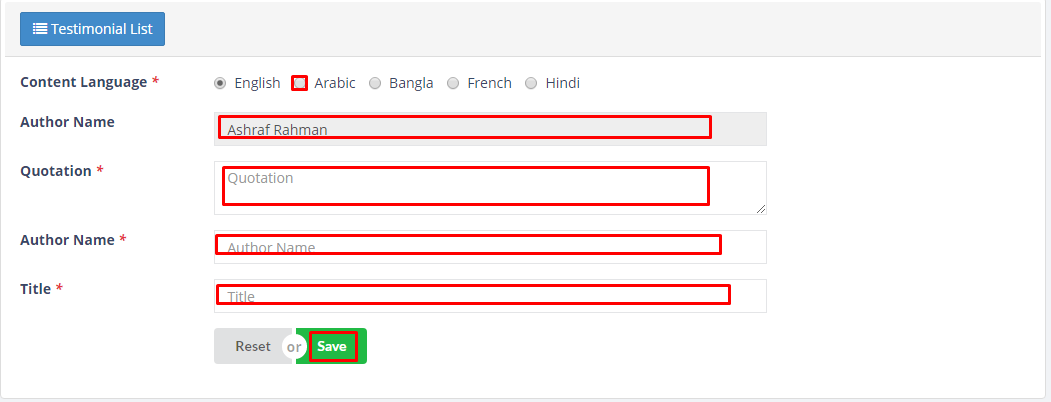 Testimonial List
Content Language * English Arabic Bangla French Hindi
Author Name Ashraf Rahman
Quotation * Quotation
Author Name * Author Name
Title * Title
Reset or Save